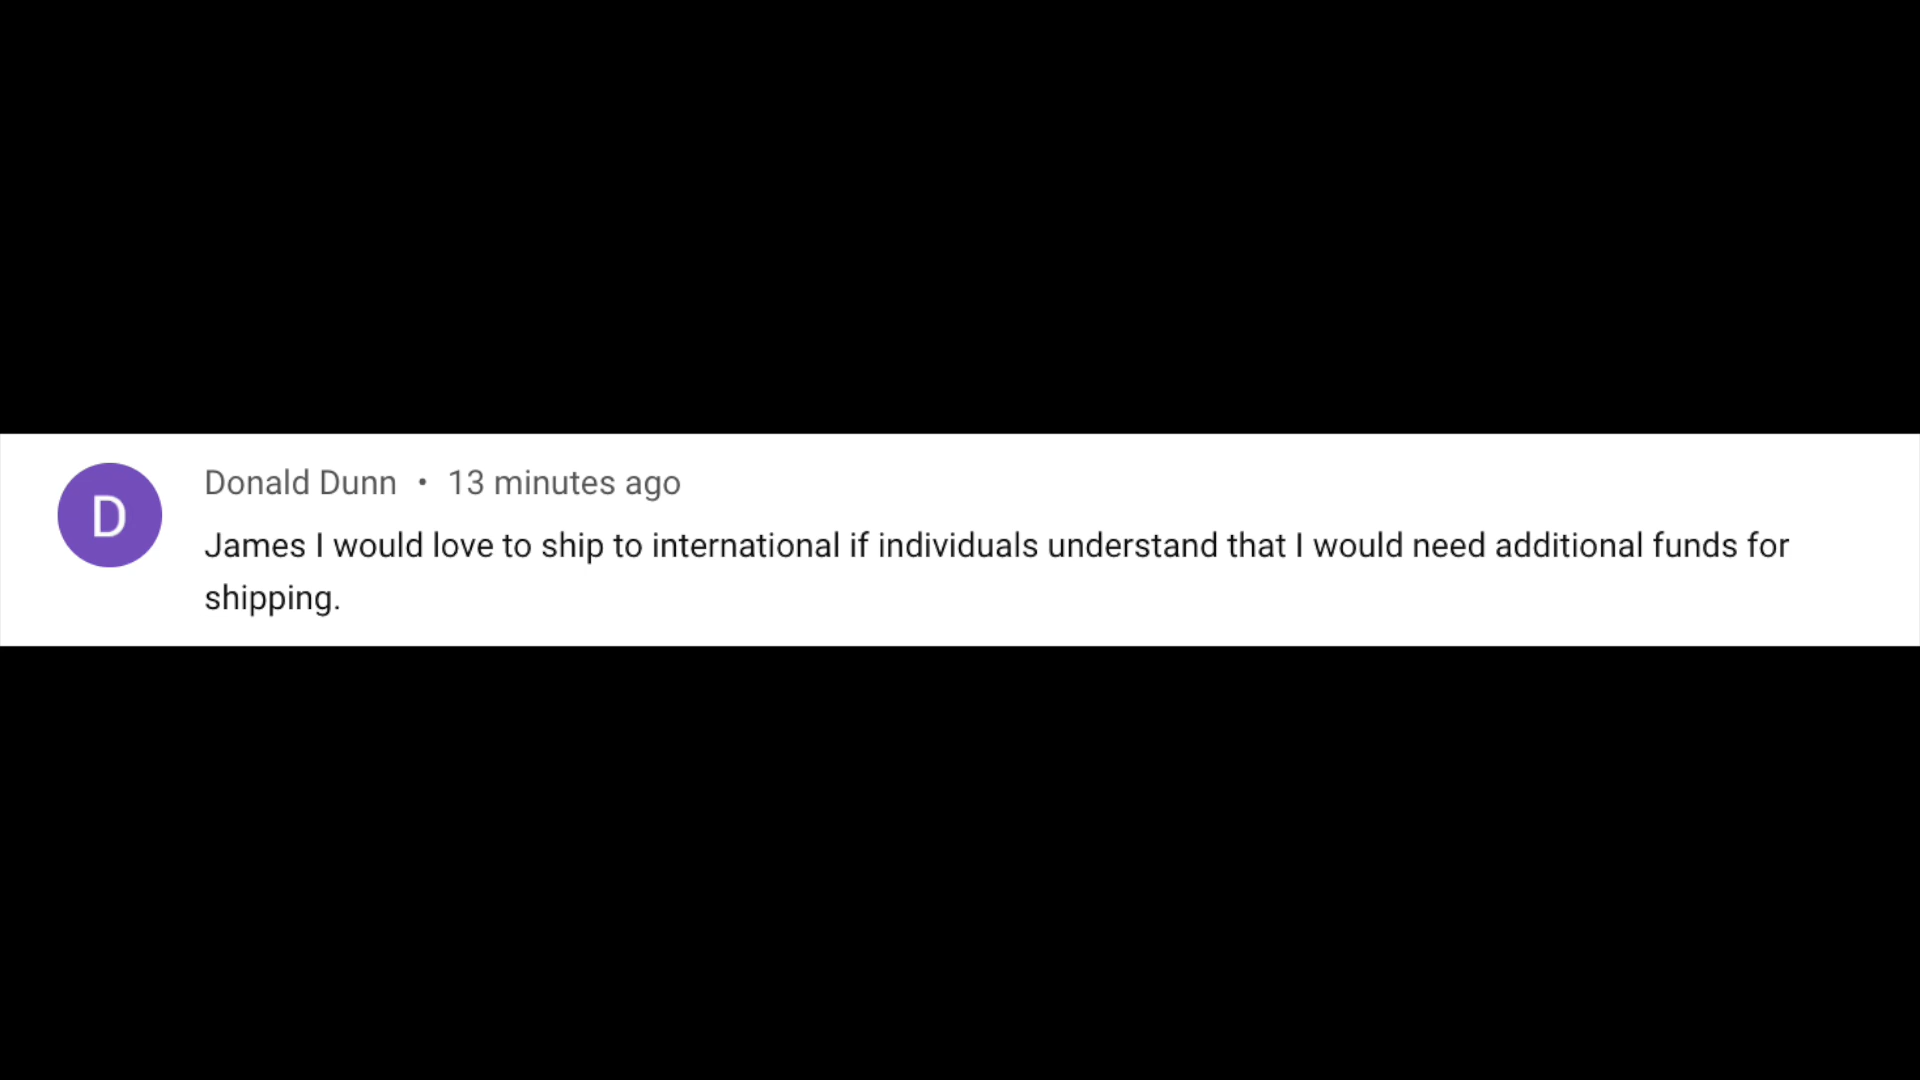 D
Donald Dunn • 13 minutes ago
James I would love to ship to international if individuals understand that I would need additional funds for
shipping.